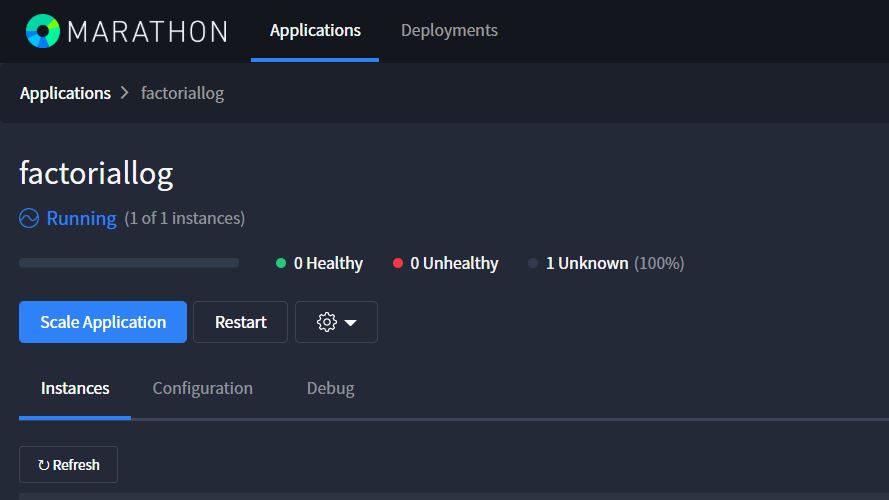 MARATHON Applications Deployments
Applications > factoriallog
factoriallog
Running (1 of 1 instances)
0 Healthy 0 Unhealthy 1 Unknown (100%)
Scale Application Restart
Instances Configuration Debug
↻ Refresh